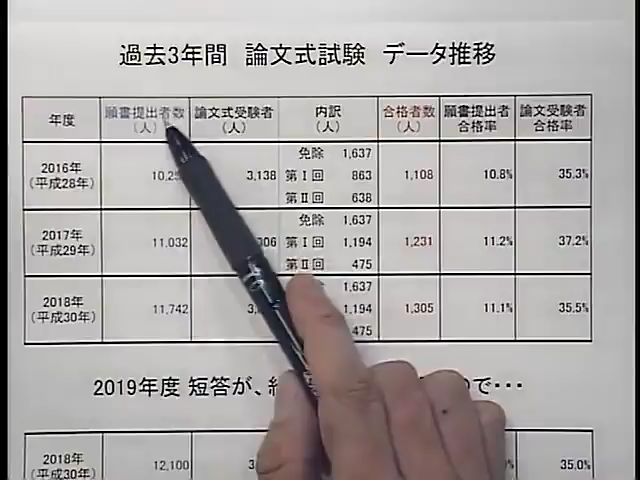 過去3年間 論文式試験 データ推移
年度 願書提出者数（人） 論文式受験者（人） 内訳（人） 合格者数（人） 願書提出者合格率 論文受験者合格率
2016年（平成28年） 3,138 免除 1,637 1,108 10.8% 35.3%
第Ⅰ回 863
第Ⅱ回 638
2017年（平成29年） 11,032 免除 1,637 1,231 11.2% 37.2%
第Ⅰ回 1,194
第Ⅱ回 475
2018年（平成30年） 11,742 1,637 1,305 11.1% 35.5%
1,194
475
2019年度 短答が、 で・・・
2018年（平成30年） 12,100 35.0%